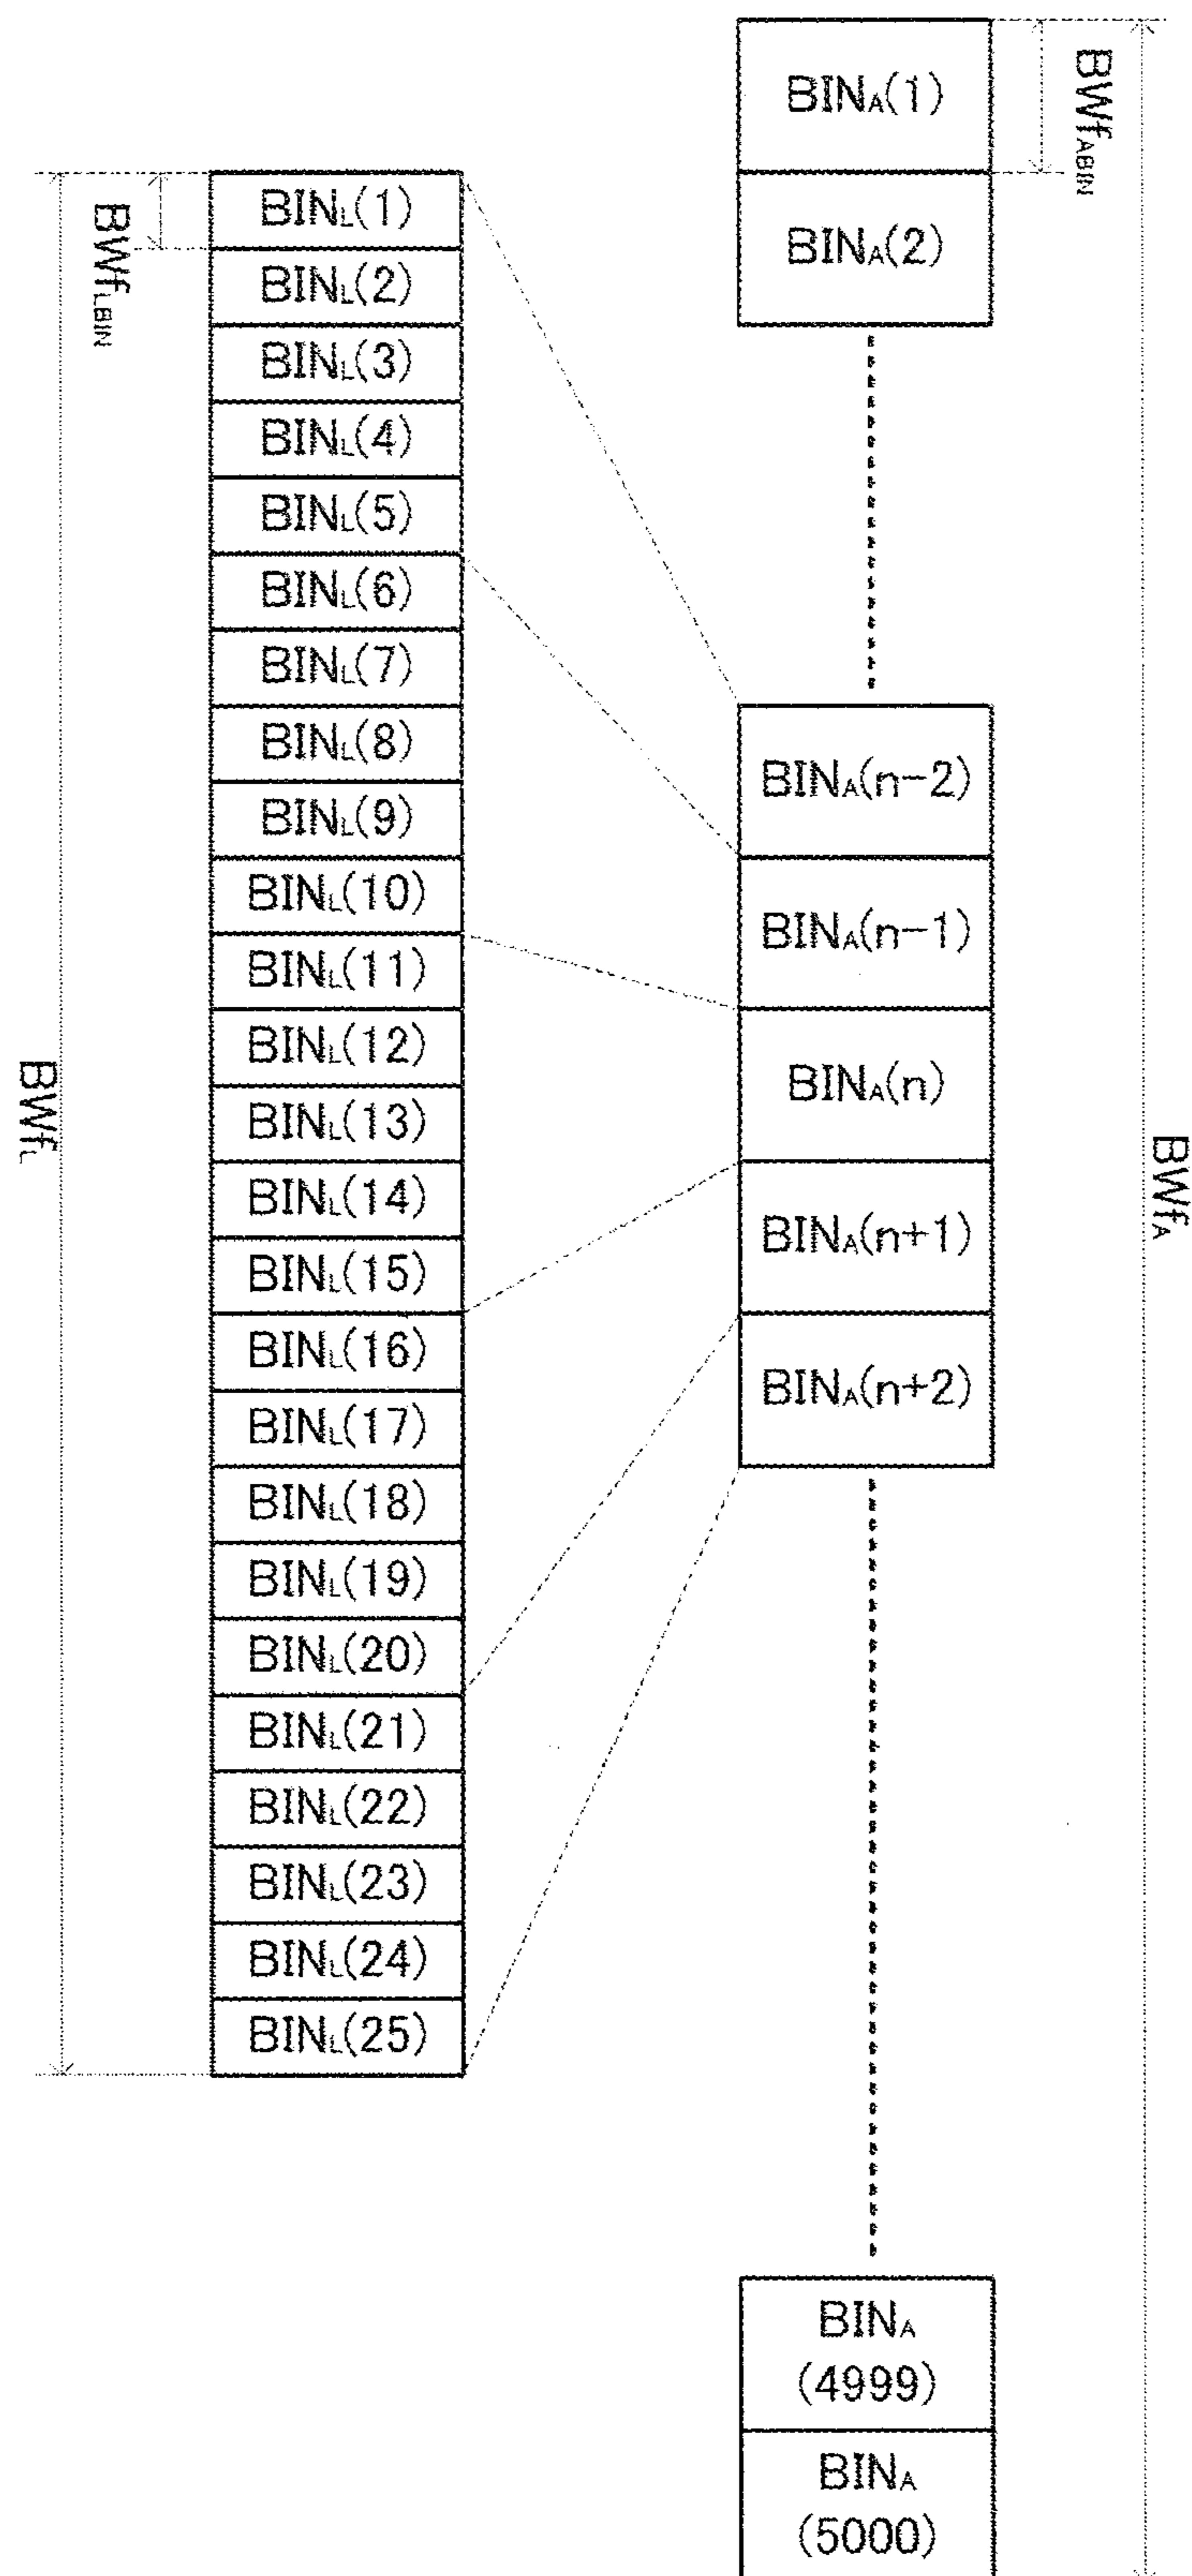 BINA(1)
BINA(2)
BINA(n-2)
BINA(n-1)
BINA(n)
BINA(n+1)
BINA(n+2)
BINA
(4999)
BINA
(5000)
BWfABIN
BWfA
BINL(1)
BINL(2)
BINL(3)
BINL(4)
BINL(5)
BINL(6)
BINL(7)
BINL(8)
BINL(9)
BINL(10)
BINL(11)
BINL(12)
BINL(13)
BINL(14)
BINL(15)
BINL(16)
BINL(17)
BINL(18)
BINL(19)
BINL(20)
BINL(21)
BINL(22)
BINL(23)
BINL(24)
BINL(25)
BWfLBIN
BWfL